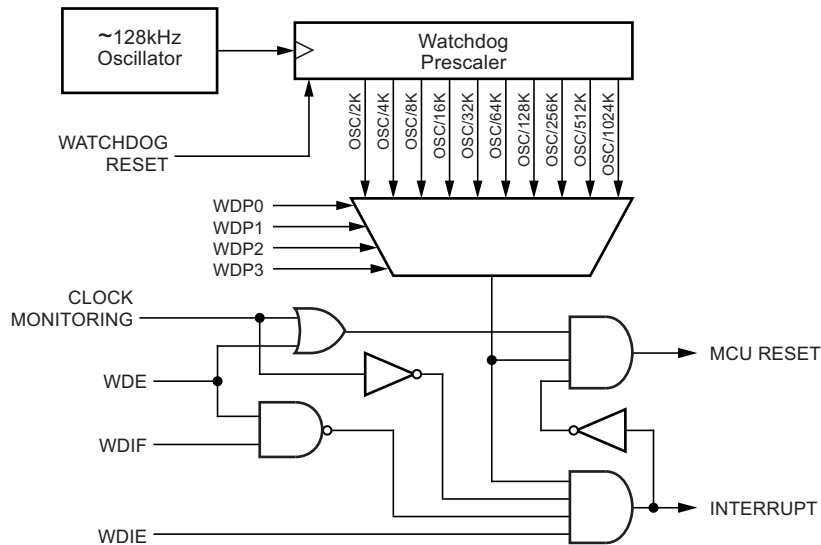 ~128kHz
Oscillator
Watchdog
Prescaler
OSC/2K
OSC/4K
OSC/8K
OSC/16K
OSC/32K
OSC/64K
OSC/128K
OSC/256K
OSC/512K
OSC/1024K
WATCHDOG
RESET
WDP0
WDP1
WDP2
WDP3
CLOCK
MONITORING
WDE
WDIF
WDIE
MCU RESET
INTERRUPT